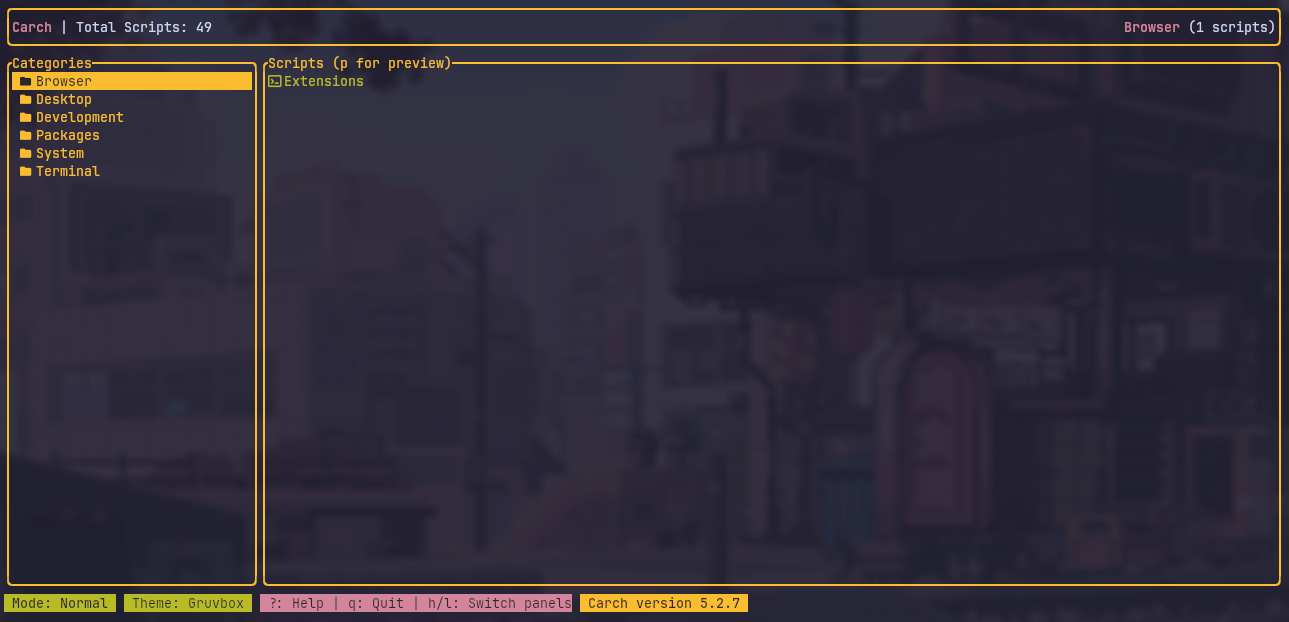 Carch | Total Scripts: 49
Browser (1 scripts)
Categories
Browser
Desktop
Development
Packages
System
Terminal
Scripts (p for preview)
Extensions
Mode: Normal
Theme: Gruvbox
?: Help | q: Quit | h/l: Switch panels
Carch version 5.2.7